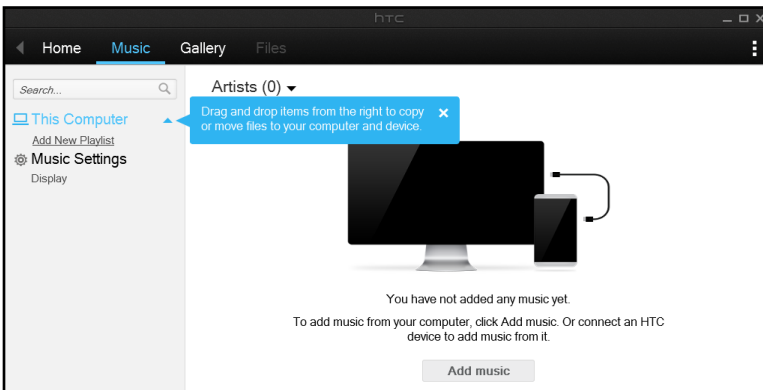 hTC
Home Music Gallery Files
Search...
Artists (0)
This Computer
Drag and drop items from the right to copy
or move files to your computer and device.
Add New Playlist
Music Settings
Display
You have not added any music yet.
To add music from your computer, click Add music. Or connect an HTC
device to add music from it.
Add music